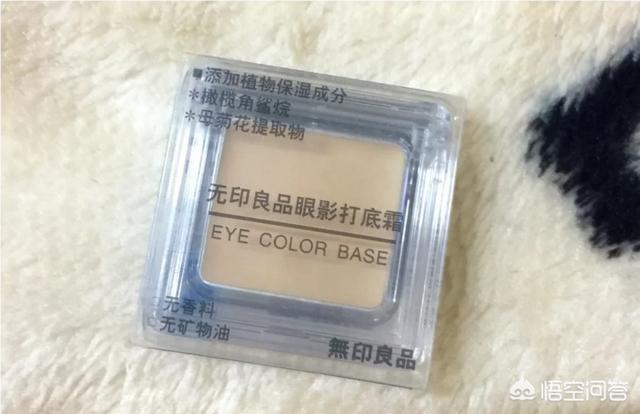 ■添加植物保湿成分
*橄榄角鲨烷
*母菊花提取物
无印良品眼影打底霜
EYE COLOR BASE
□无香料
□无矿物油
無印良品
悟空问答